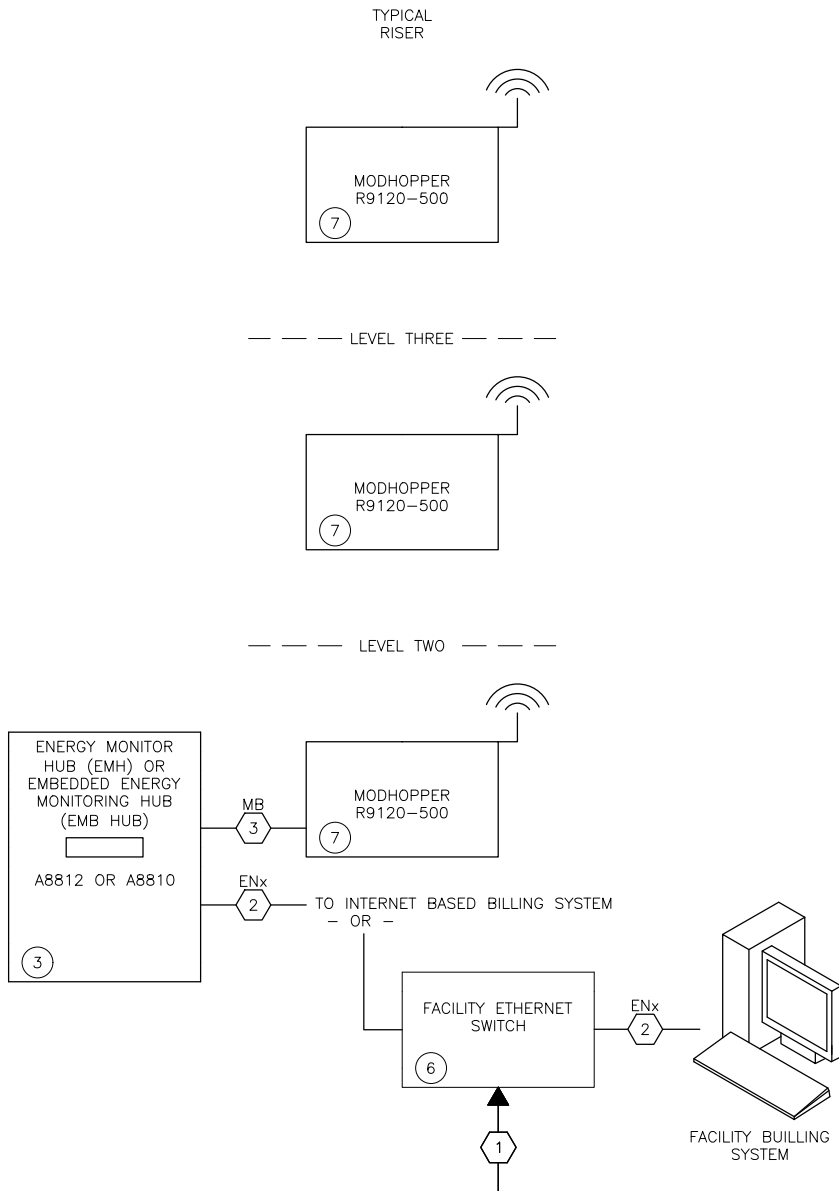 TYPICAL
RISER
MODHOPPER
R9120-500
7
LEVEL THREE
MODHOPPER
R9120-500
7
LEVEL TWO
ENERGY MONITOR
HUB (EMH) OR
EMBEDDED ENERGY
MONITORING HUB
(EMB HUB)
A8812 OR A8810
3
MB
3
MODHOPPER
R9120-500
7
ENx
2
TO INTERNET BASED BILLING SYSTEM
- OR -
FACILITY ETHERNET
SWITCH
6
ENx
2
FACILITY BUILLING
SYSTEM
1